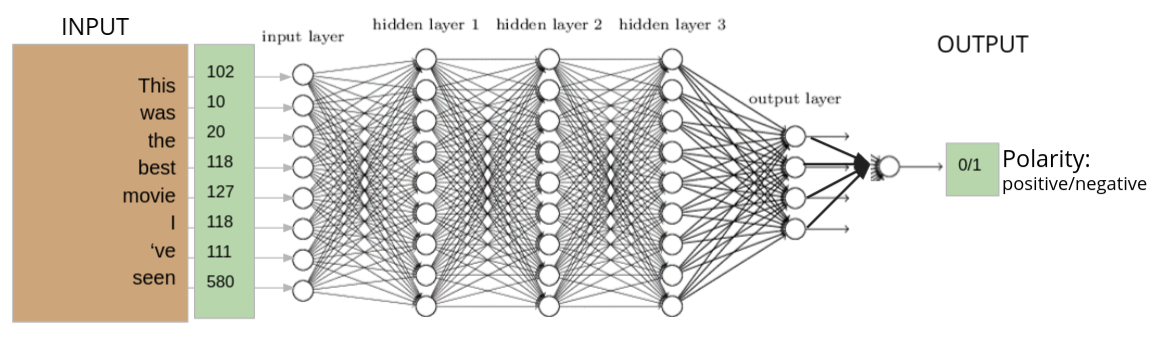 INPUT
This
was
the
best
movie
I
‘ve
seen
102
10
20
118
127
118
111
580
input layer
hidden layer 1
hidden layer 2
hidden layer 3
output layer
OUTPUT
0/1
Polarity:
positive/negative